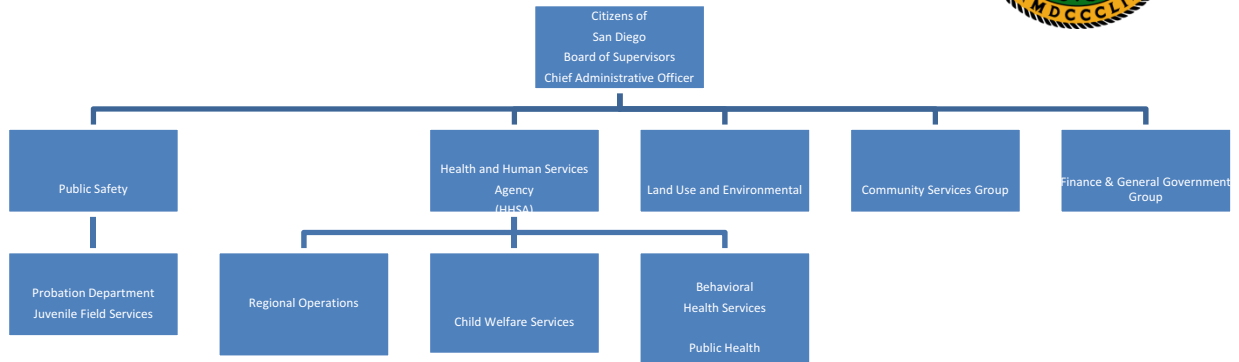 MDCCCLI
Citizens of
San Diego
Board of Supervisors
Chief Administrative Officer
Public Safety
Health and Human Services
Agency
(HHSA)
Land Use and Environmental
Community Services Group
Finance & General Government
Group
Probation Department
Juvenile Field Services
Regional Operations
Child Welfare Services
Behavioral
Health Services
Public Health